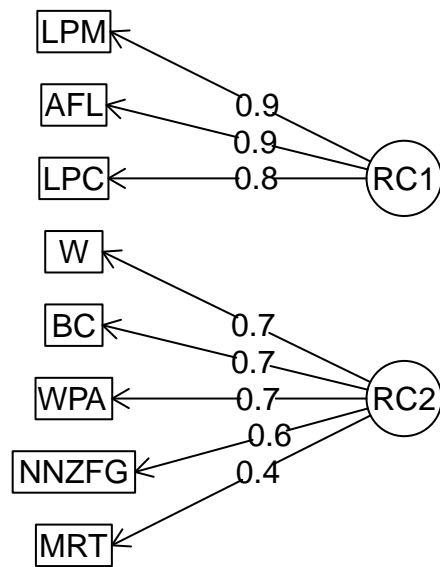 LPM
0.9
AFL
0.9
LPC
0.8
RC1
W
0.7
BC
0.7
WPA
0.7
RC2
NNZFG
0.6
MRT
0.4